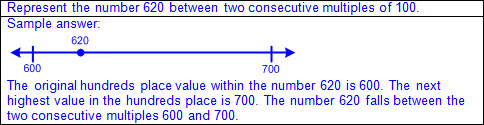 Represent the number 620 between two consecutive multiples of 100.
Sample answer:
620
600 700
The original hundreds place value within the number 620 is 600. The next
highest value in the hundreds place is 700. The number 620 falls between the
two consecutive multiples 600 and 700.